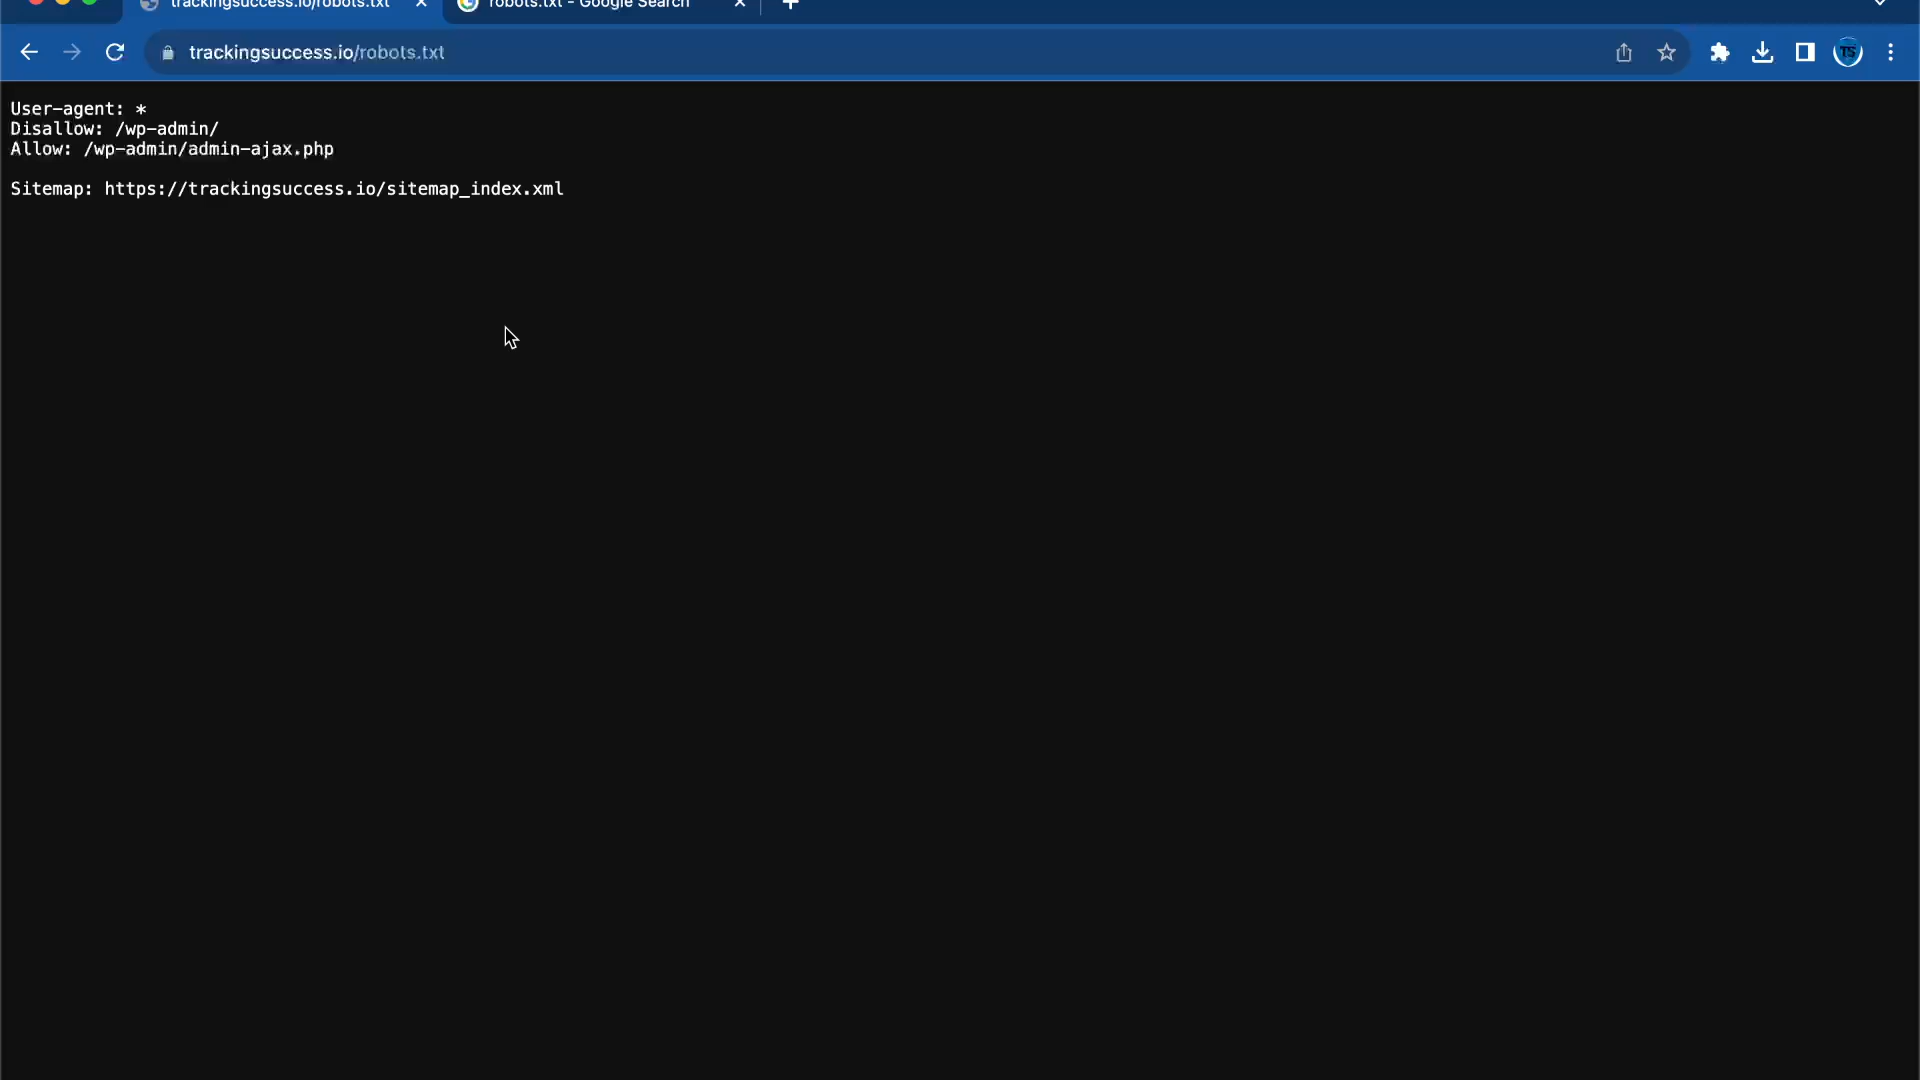 trackingsuccess.io/robots.txt
robots.txt - Google Search
trackingsuccess.io/robots.txt
TS
User-agent: *
Disallow: /wp-admin/
Allow: /wp-admin/admin-ajax.php
Sitemap: https://trackingsuccess.io/sitemap_index.xml